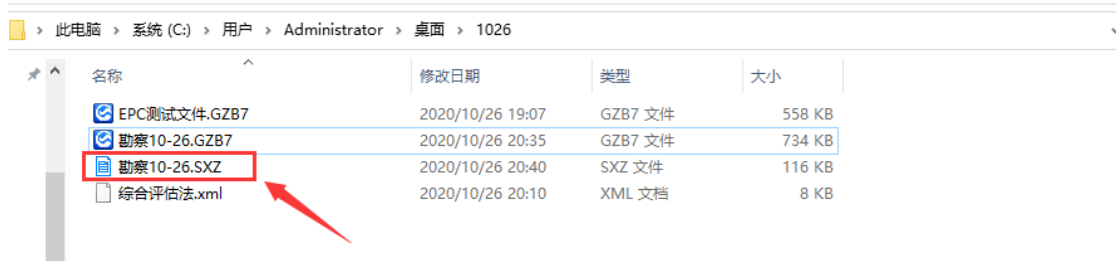 此电脑 › 系统 (C:) › 用户 › Administrator › 桌面 › 1026
名称 修改日期 类型 大小
EPC测试文件.GZB7 2020/10/26 19:07 GZB7 文件 558 KB
勘察10-26.GZB7 2020/10/26 20:35 GZB7 文件 734 KB
勘察10-26.SXZ 2020/10/26 20:40 SXZ 文件 116 KB
综合评估法.xml 2020/10/26 20:10 XML 文档 8 KB